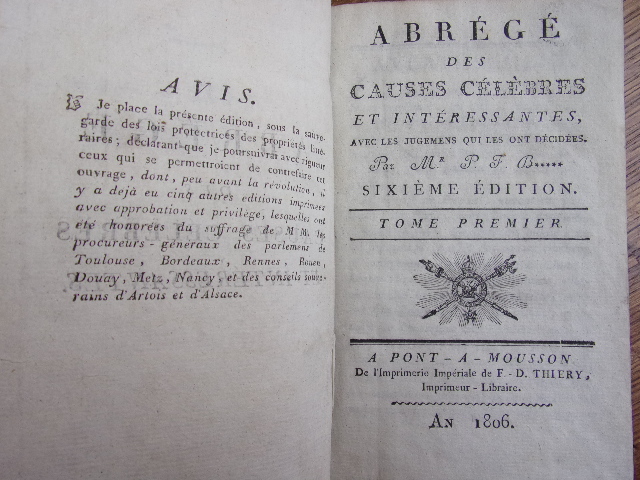 AVIS.
Je place la présente édition, sous la sauve-
garde des lois protectrices des propriétés litté-
raires; déclarant que je poursuivrai avec rigueur
ceux qui se permettroient de contrefaire cet
ouvrage, dont, peu avant la révolution, il
y a déjà eu cinq autres éditions imprimées
avec approbation et privilège, lesquelles ont
été honorées du suffrage de M M. les
procureurs-généraux des parlemens de
Toulouse, Bordeaux, Rennes, Rouen,
Douay, Metz, Nancy, et des conseils souve-
rains d'Artois et d'Alsace.
ABRÉGÉ
DES
CAUSES CÉLÈBRES
ET INTÉRESSANTES,
AVEC LES JUGEMENS QUI LES ONT DÉCIDÉES.
Par Mr. P. F. B*****
SIXIÈME ÉDITION.
TOME PREMIER
A PONT-A-MOUSSON
De l'Imprimerie Impériale de F.-D. THIERY,
Imprimeur-Libraire.
AN 1806.